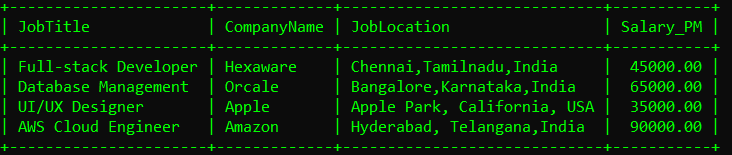 JobTitle CompanyName JobLocation Salary_PM
Full-stack Developer Hexaware Chennai,Tamilnadu,India 45000.00
Database Management Orcale Bangalore,Karnataka,India 65000.00
UI/UX Designer Apple Apple Park, California, USA 35000.00
AWS Cloud Engineer Amazon Hyderabad, Telangana,India 90000.00